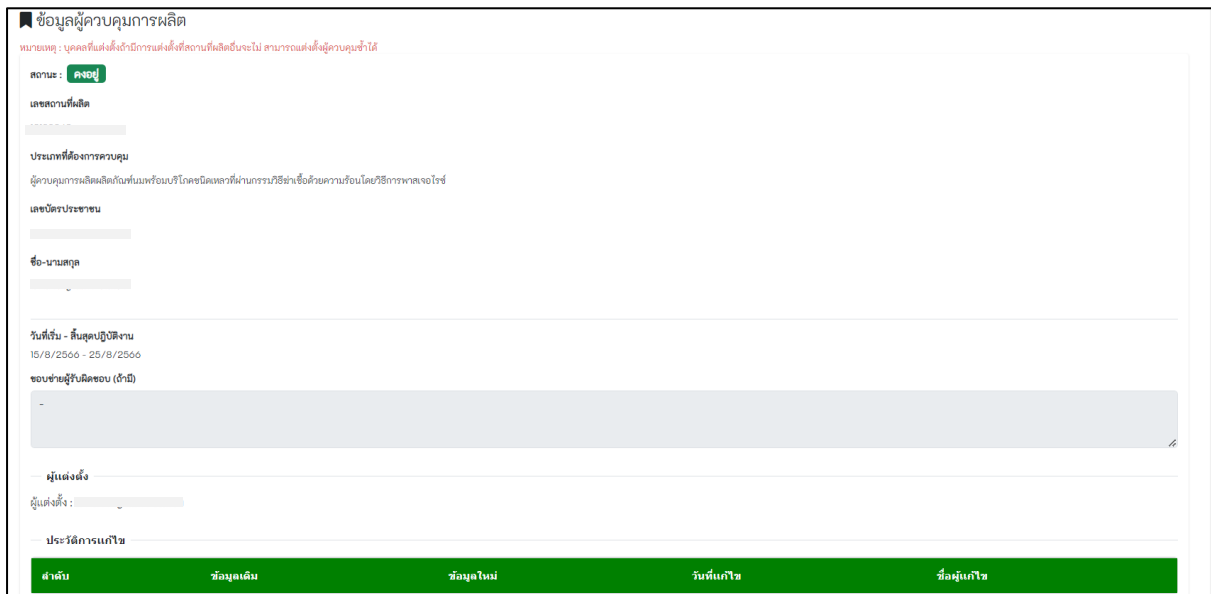 ข้อมูลผู้ควบคุมการผลิต
หมายเหตุ : บุคคลที่แต่งตั้งถ้ามีการแต่งตั้งที่สถานที่ผลิตอื่นจะไม่ สามารถแต่งตั้งผู้ควบคุมซ้ำได้
สถานะ : คงอยู่
เลขสถานที่ผลิต
ประเภทที่ต้องการควบคุม
ผู้ควบคุมการผลิตผลิตภัณฑ์นมพร้อมบริโภคชนิดเหลวที่ผ่านกรรมวิธีฆ่าเชื้อด้วยความร้อนโดยวิธีการพาสเจอไรซ์
เลขบัตรประชาชน
ชื่อ-นามสกุล
วันที่เริ่ม - สิ้นสุดปฏิบัติงาน
15/8/2566 - 25/8/2566
ขอบข่ายผู้รับผิดชอบ (ถ้ามี)
-
ผู้แต่งตั้ง
ผู้แต่งตั้ง :
ประวัติการแก้ไข
ลำดับ ข้อมูลเดิม ข้อมูลใหม่ วันที่แก้ไข ชื่อผู้แก้ไข